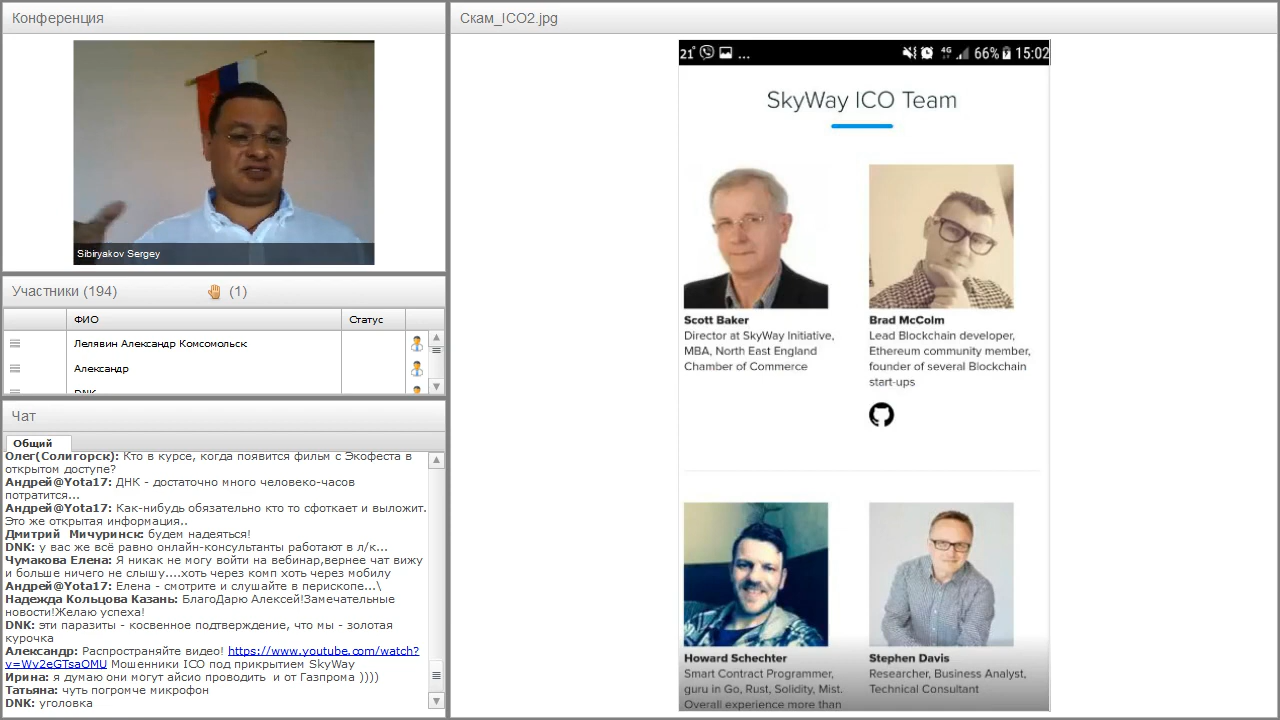 Конференция
Sibiryakov Sergey
Участники (194)
(1)
ФИО
Статус
Valanin Александр
Александр
DNK
Чат
Общий
Олег(Солигорск): Кто в курсе, когда появится фильм с Экофеста в
открытом доступе?
Андрей@Yota17: ДНК - достаточно много человеко-часов
потратится...
Андрей@Yota17: Как-нибудь обязательно кто то сфоткает и выложит.
Это же открытая информация..
Дмитрий Мичуринск: будем надеяться!
DNK: у вас же всё равно онлайн-консультанты работают в л/к...
Чумакова Елена: Я никак не могу войти на вебинар,вернее чат вижу
и больше ничего не слышу....хоть через комп хоть через мобилу
Андрей@Yota17: Елена - смотрите и слушайте в перископе...\
Надежда Колькова Казань: БлагоДарю Алексей!Замечательные
новости!Желаю успеха!
DNK: эти паразиты - косвенное подтверждение, что мы - золотая
курочка
Александр: Распространяйте видео! https://www.youtube.com/watch?
v=Wv2eGTsaOMU Мошенники ICO под прикрытием SkyWay
Игорь: Они токены могут распространить и от Газпрома ))))
Татьяна: чуть погромче микрофон
DNK: уловка
Скам_ICO2.jpg
21° ... 4G 66% 15:02
SkyWay ICO Team
Scott Baker
Director at SkyWay Initiative,
MBA, North East England
Chamber of Commerce
Brad McColm
Lead Blockchain developer,
Ethereum community member,
founder of several Blockchain
start-ups
Howard Schechter
Smart Contract Programmer,
guru in Go, Rust, Solidity, Mist.
Overall experience more than
Stephen Davis
Researcher, Business Analyst,
Technical Consultant